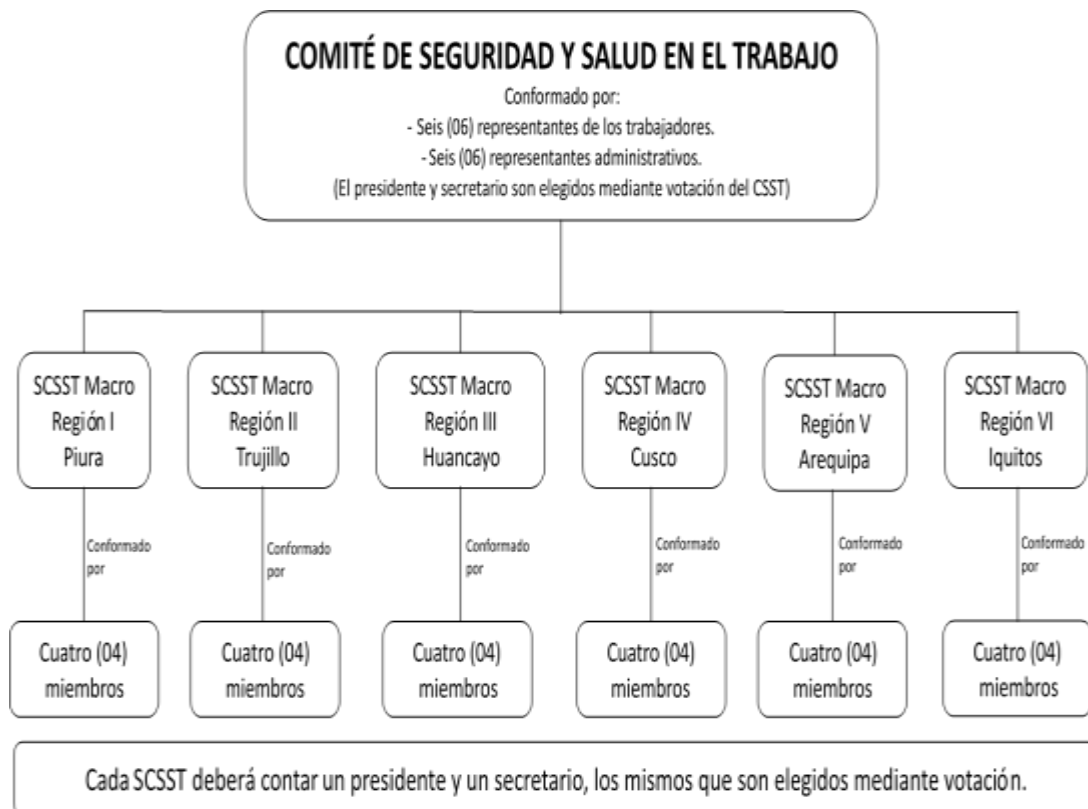 COMITÉ DE SEGURIDAD Y SALUD EN EL TRABAJO
Conformado por:
- Seis (06) representantes de los trabajadores.
- Seis (06) representantes administrativos.
(El presidente y secretario son elegidos mediante votación del CSST)
SCSST Macro
Región I
Piura
SCSST Macro
Región II
Trujillo
SCSST Macro
Región III
Huancayo
SCSST Macro
Región IV
Cusco
SCSST Macro
Región V
Arequipa
SCSST Macro
Región VI
Iquitos
Conformado
por
Conformado
por
Conformado
por
Conformado
por
Conformado
por
Conformado
por
Cuatro (04)
miembros
Cuatro (04)
miembros
Cuatro (04)
miembros
Cuatro (04)
miembros
Cuatro (04)
miembros
Cuatro (04)
miembros
Cada SCSST deberá contar un presidente y un secretario, los mismos que son elegidos mediante votación.